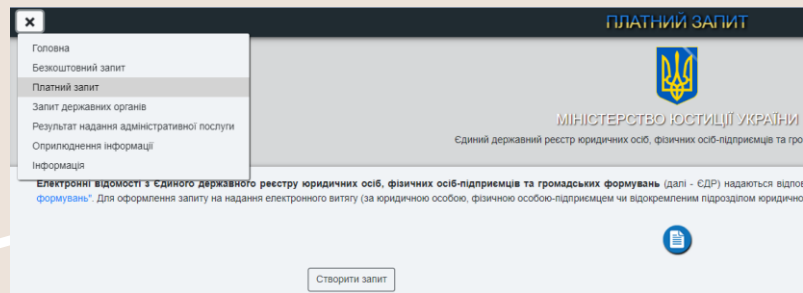 ПЛАТНИЙ ЗАПИТ
Головна
Безкоштовний запит
Платний запит
Запит державних органів
Результат надання адміністративної послуги
Оприлюднення інформації
Інформація
МІНІСТЕРСТВО ЮСТИЦІЇ УКРАЇНИ
Єдиний державний реєстр юридичних осіб, фізичних осіб-підприємців та гро
Електронні відомості з Єдиного державного реєстру юридичних осіб, фізичних осіб-підприємців та громадських формувань (далі - ЄДР) надаються відпов
формувань". Для оформлення запиту на надання електронного витягу (за юридичною особою, фізичною особою-підприємцем чи відокремленим підрозділом юридично
Створити запит